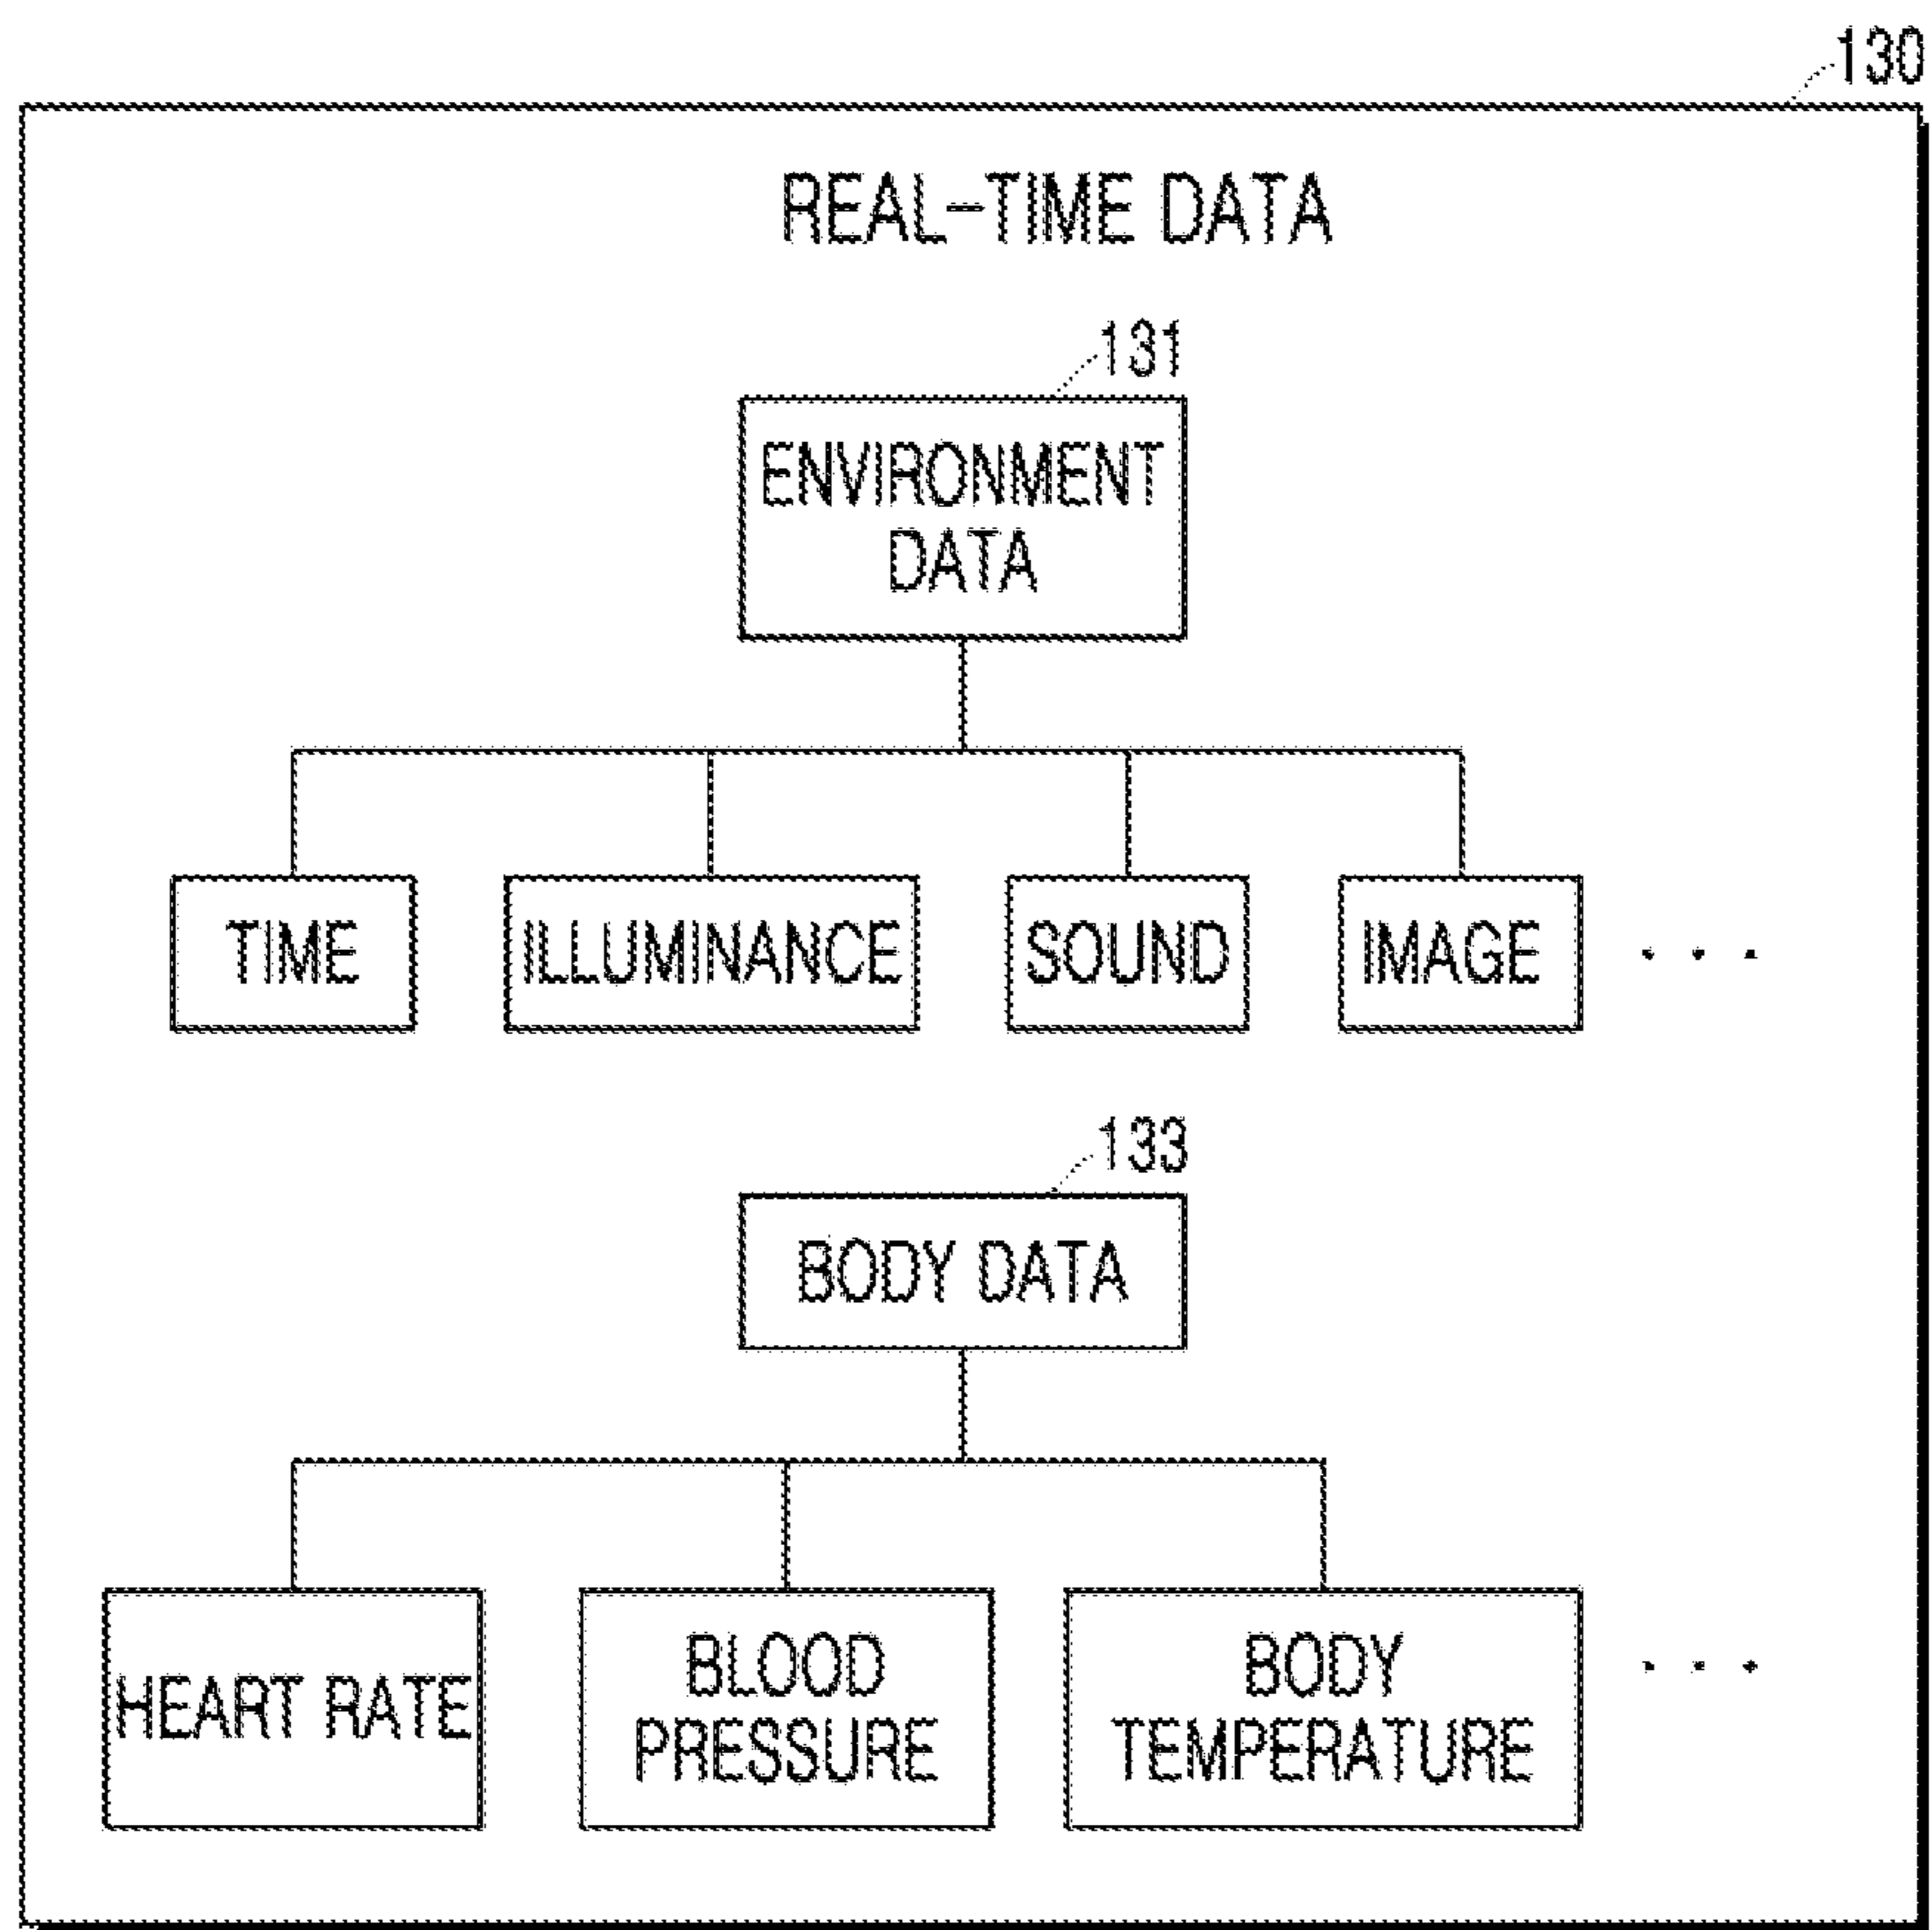 130
REAL-TIME DATA
131
ENVIRONMENT
DATA
TIME
ILLUMINANCE
SOUND
IMAGE
. . .
133
BODY DATA
HEART RATE
BLOOD
PRESSURE
BODY
TEMPERATURE
. . .